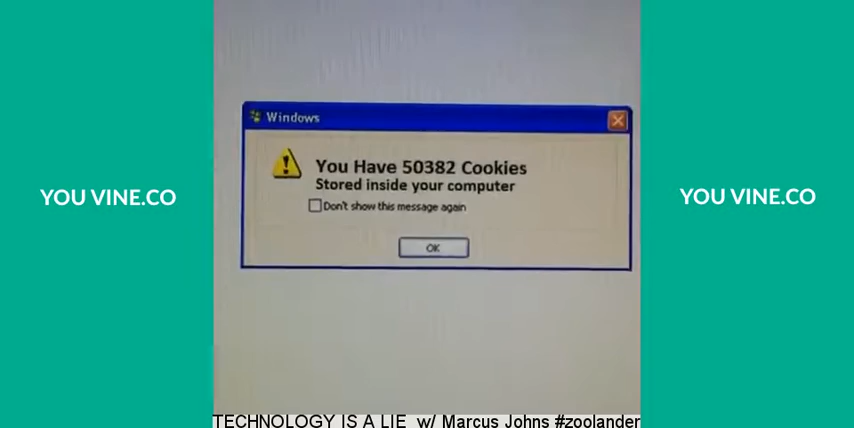 YOU VINE.CO
YOU VINE.CO
Windows
You Have 50382 Cookies
Stored inside your computer
Don't show this message again
OK
TECHNOLOGY IS A LIE w/ Marcus Johns #zoolander